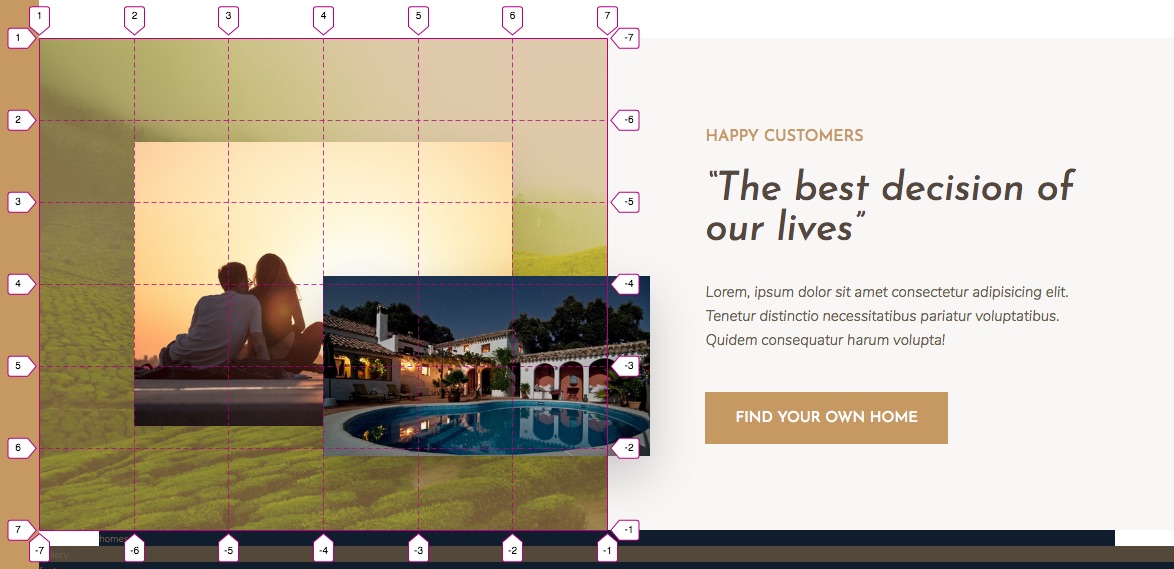 1 2 3 4 5 6 7
1 -7
2 -6
3 -5
4 -4
5 -3
6 -2
7 -1
-7 -6 -5 -4 -3 -2 -1
HAPPY CUSTOMERS
“The best decision of
our lives”
Lorem, ipsum dolor sit amet consectetur adipisicing elit.
Tenetur distinctio necessitatibus pariatur voluptatibus.
Quidem consequatur harum volupta!
FIND YOUR OWN HOME
homes